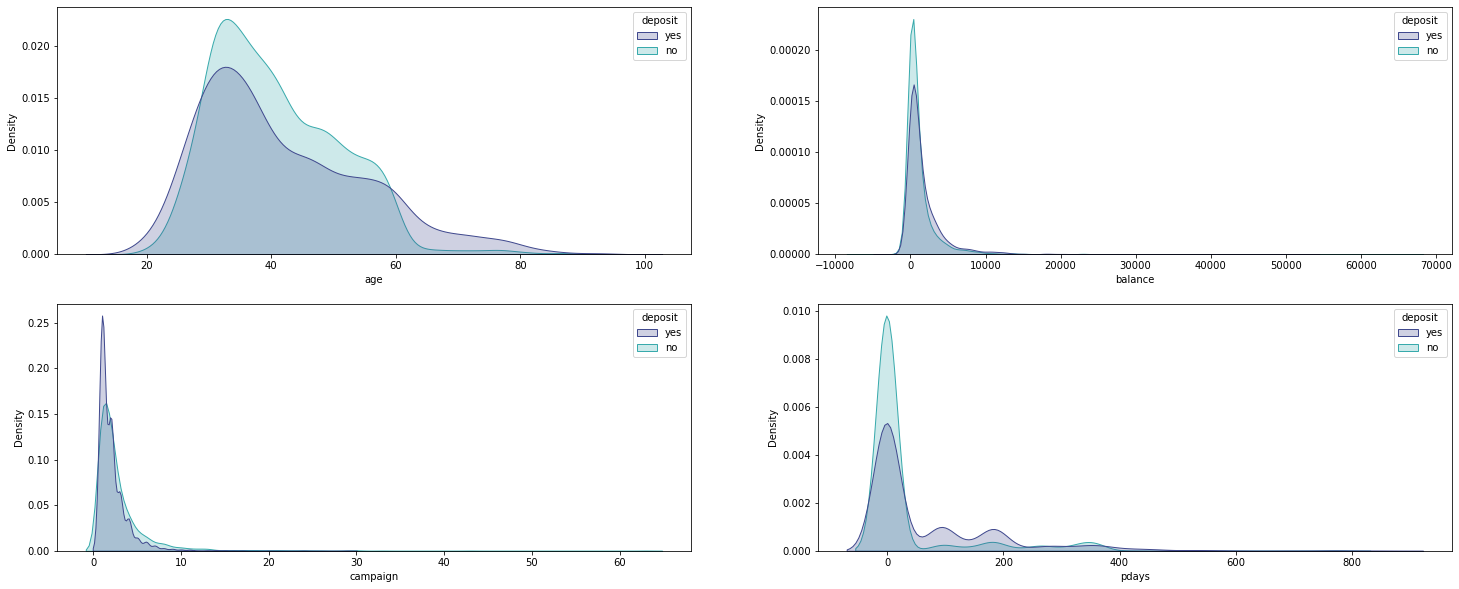 deposit
yes
no
0.020
0.015
0.010
0.005
0.000
Density
20 40 60 80 100
age
deposit
yes
no
0.00020
0.00015
0.00010
0.00005
0.00000
Density
−10000 0 10000 20000 30000 40000 50000 60000 70000
balance
deposit
yes
no
0.25
0.20
0.15
0.10
0.05
0.00
Density
0 10 20 30 40 50 60
campaign
deposit
yes
no
0.010
0.008
0.006
0.004
0.002
0.000
Density
0 200 400 600 800
pdays